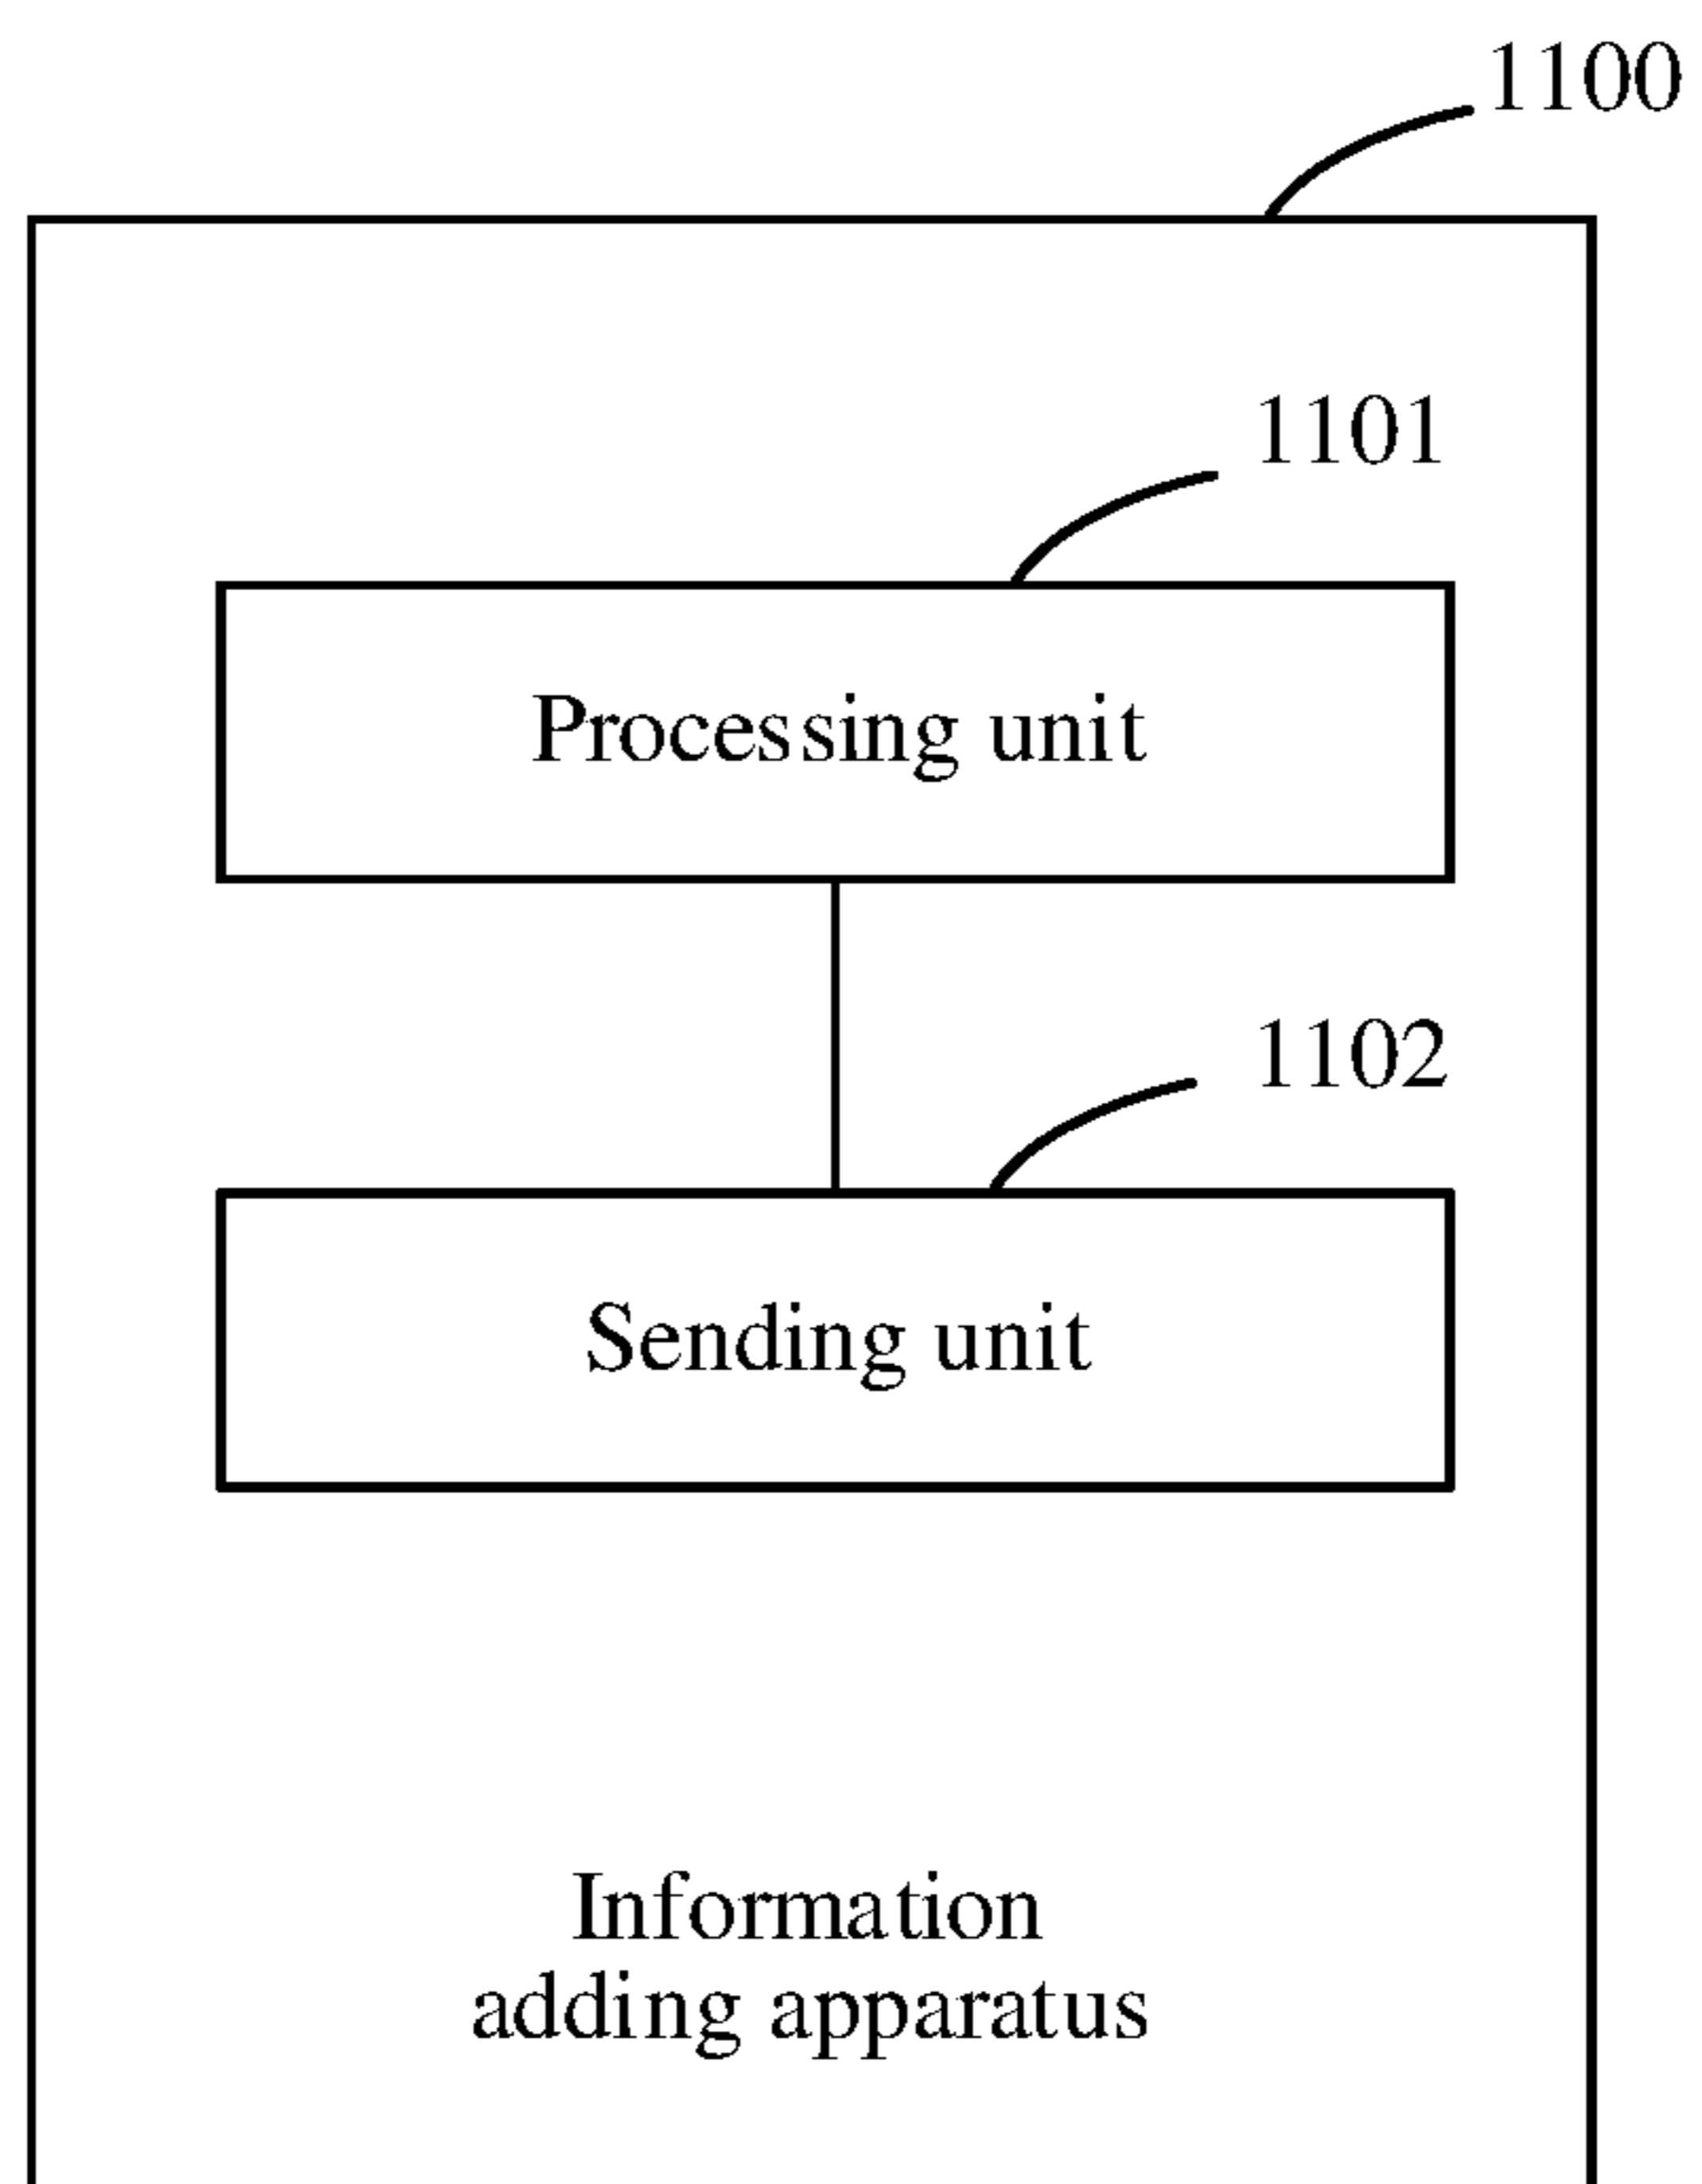 1100
1101
Processing unit
1102
Sending unit
Information
adding apparatus